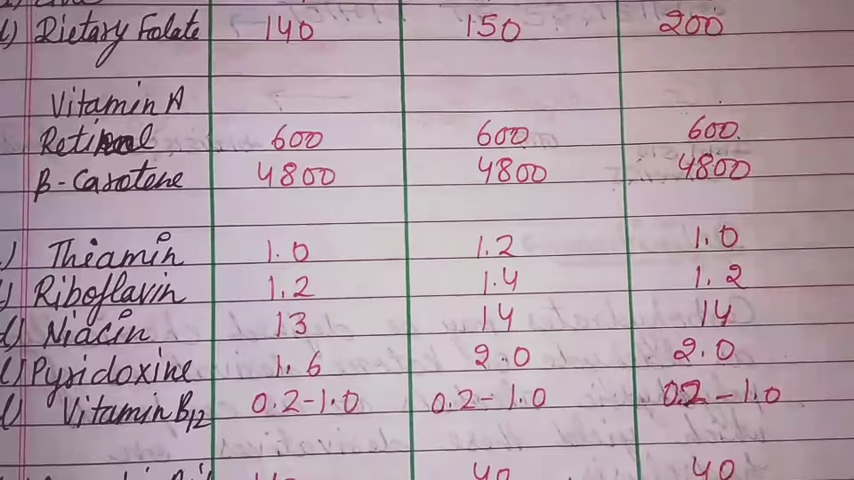 Dietary Folate 140 150 200
Vitamin A
Retinol 600 600 600
β-Carotene 4800 4800 4800
Thiamin 1.0 1.2 1.0
Riboflavin 1.2 1.4 1.2
Niacin 13 14 14
Pyridoxine 1.6 2.0 2.0
Vitamin B12 0.2-1.0 0.2-1.0 0.2-1.0
40 40